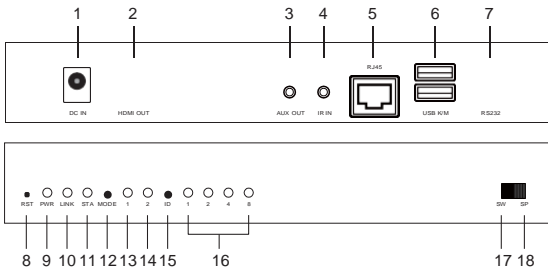 1 2 3 4 5 6 7
RJ45
DC IN HDMI OUT AUX OUT IR IN USB K/M RS232
RST PWR LINK STA MODE 1 2 ID 1 2 4 8 SW SP
8 9 10 11 12 13 14 15 16 17 18